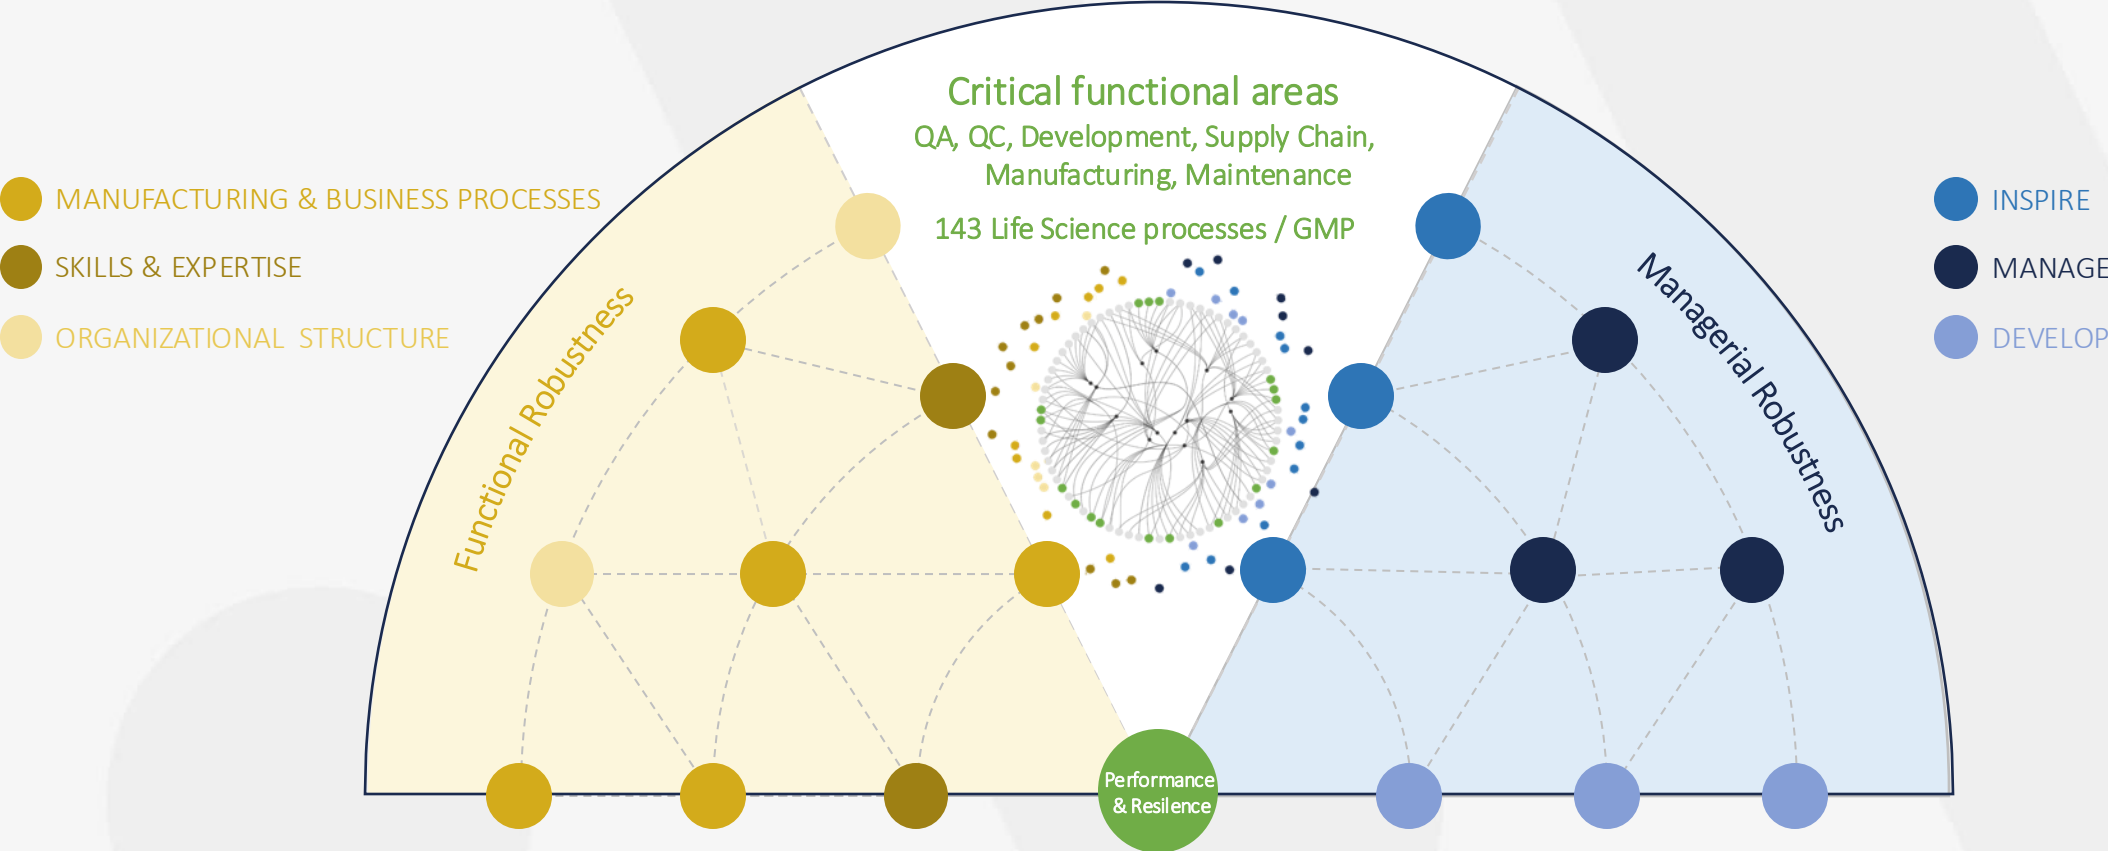 Critical functional areas
QA, QC, Development, Supply Chain,
Manufacturing, Maintenance
143 Life Science processes / GMP
MANUFACTURING & BUSINESS PROCESSES
SKILLS & EXPERTISE
ORGANIZATIONAL STRUCTURE
Functional Robustness
Managerial Robustness
INSPIRE
MANAGE
DEVELOP
Performance
& Resilence